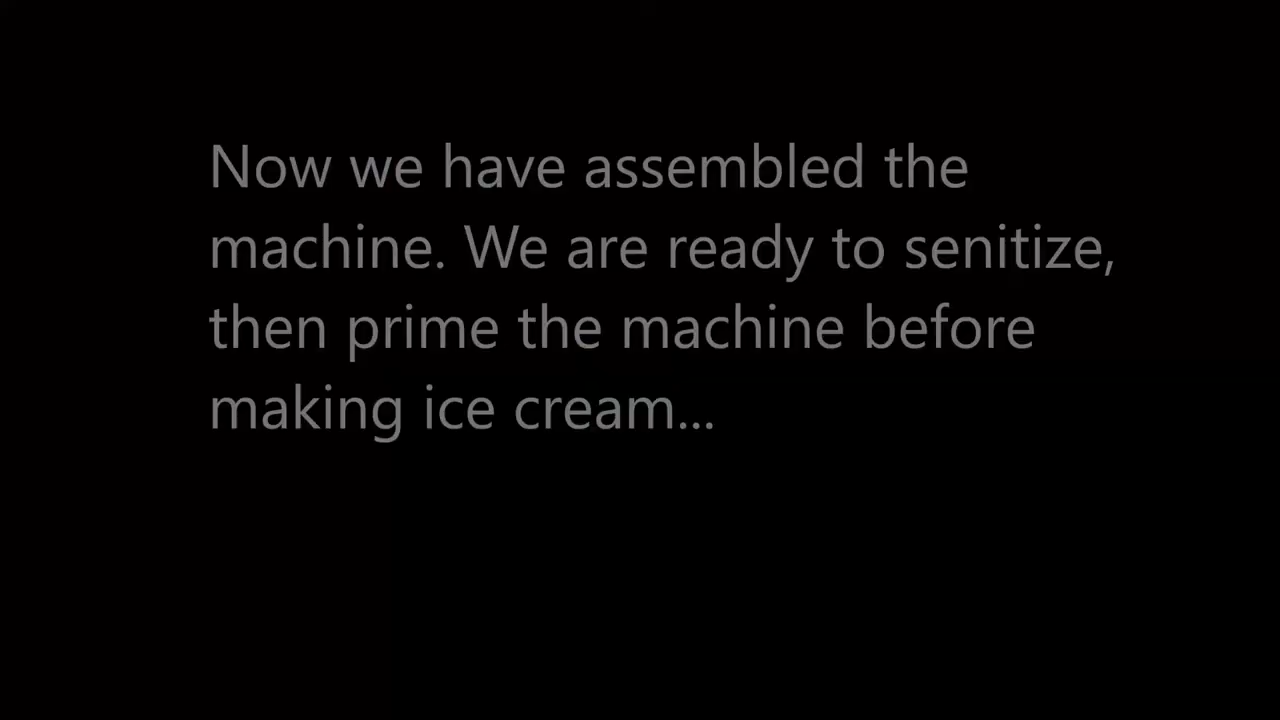 Now we have assembled the
machine. We are ready to senitize,
then prime the machine before
making ice cream...